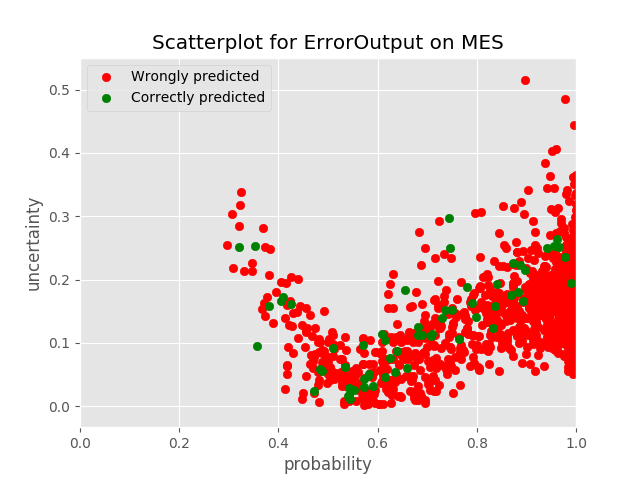 Scatterplot for ErrorOutput on MES
Wrongly predicted
Correctly predicted
uncertainty
0.5
0.4
0.3
0.2
0.1
0.0
0.0 0.2 0.4 0.6 0.8 1.0
probability